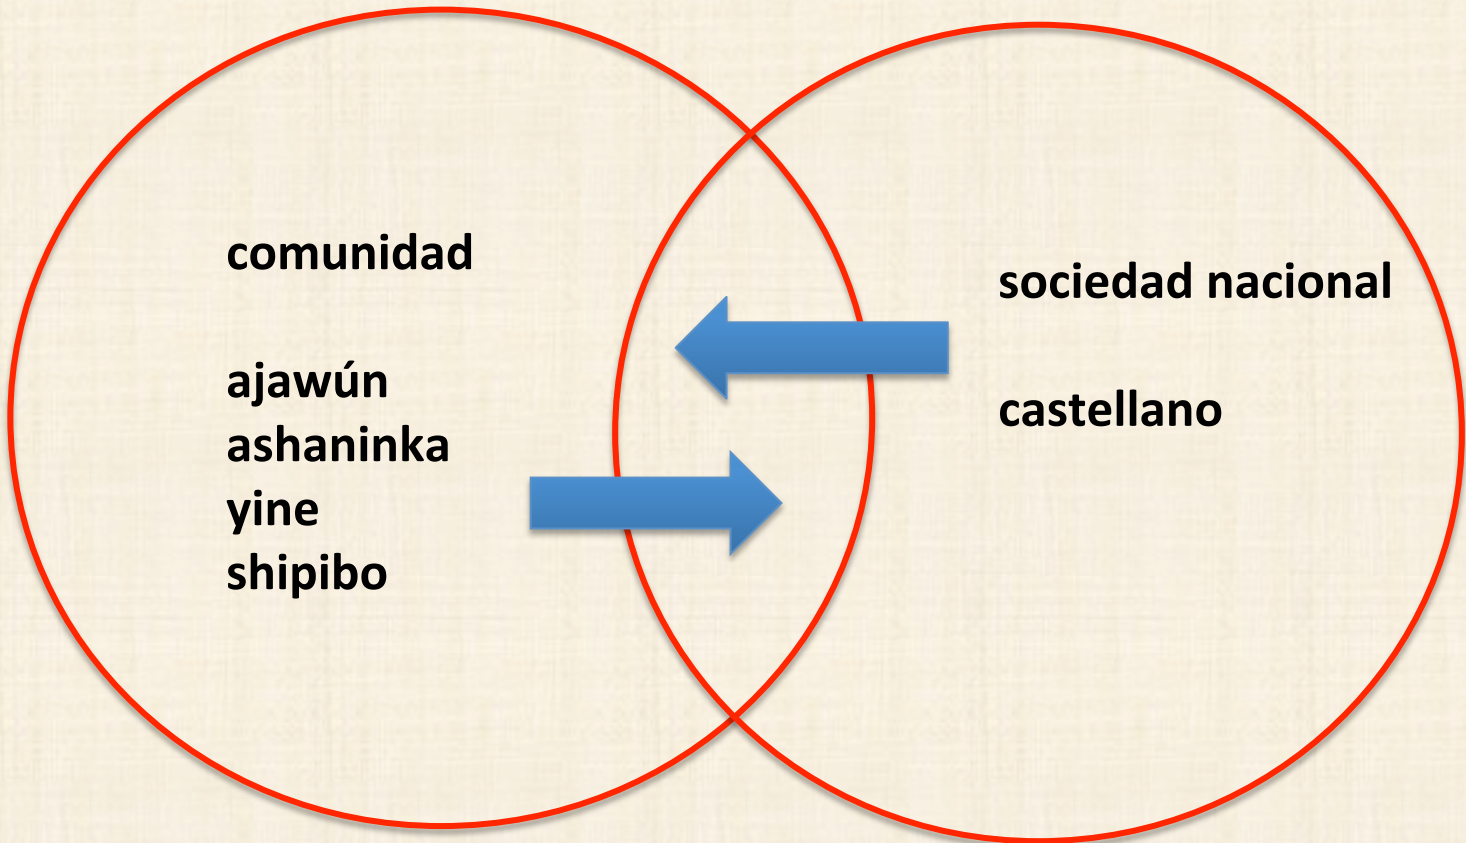 comunidad
ajawún
ashaninka
yine
shipibo
sociedad nacional
castellano